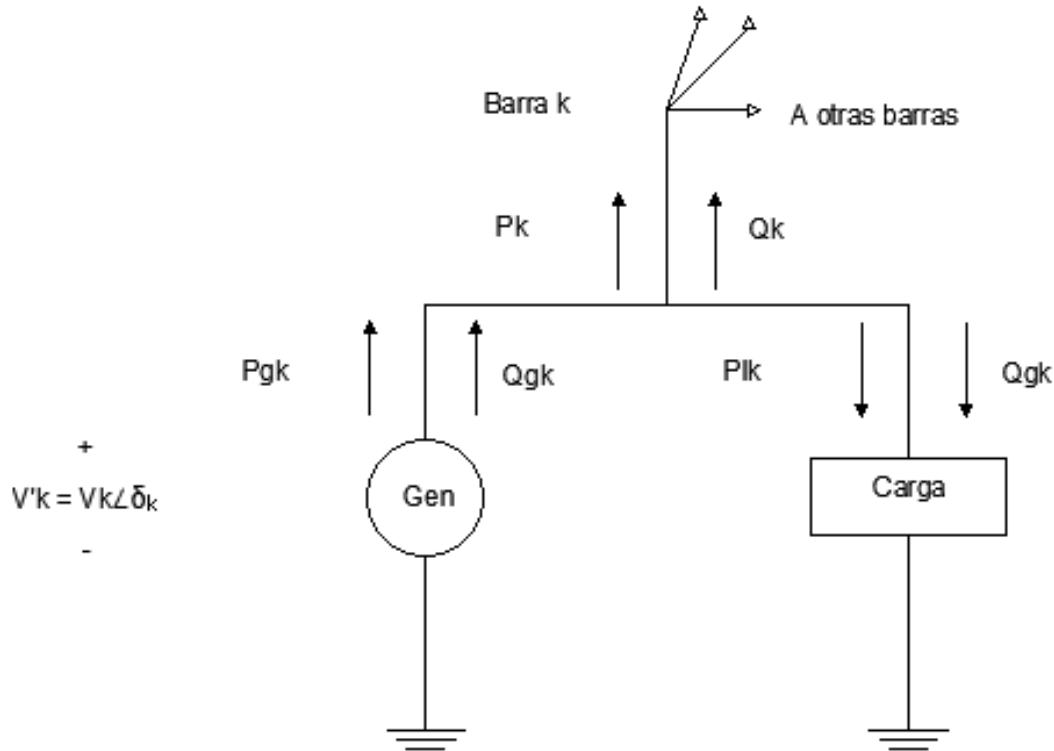 Barra k
A otras barras
Pk
Qk
Pgk
Qgk
Plk
Qgk
+
V'k = Vk∠δk
-
Gen
Carga